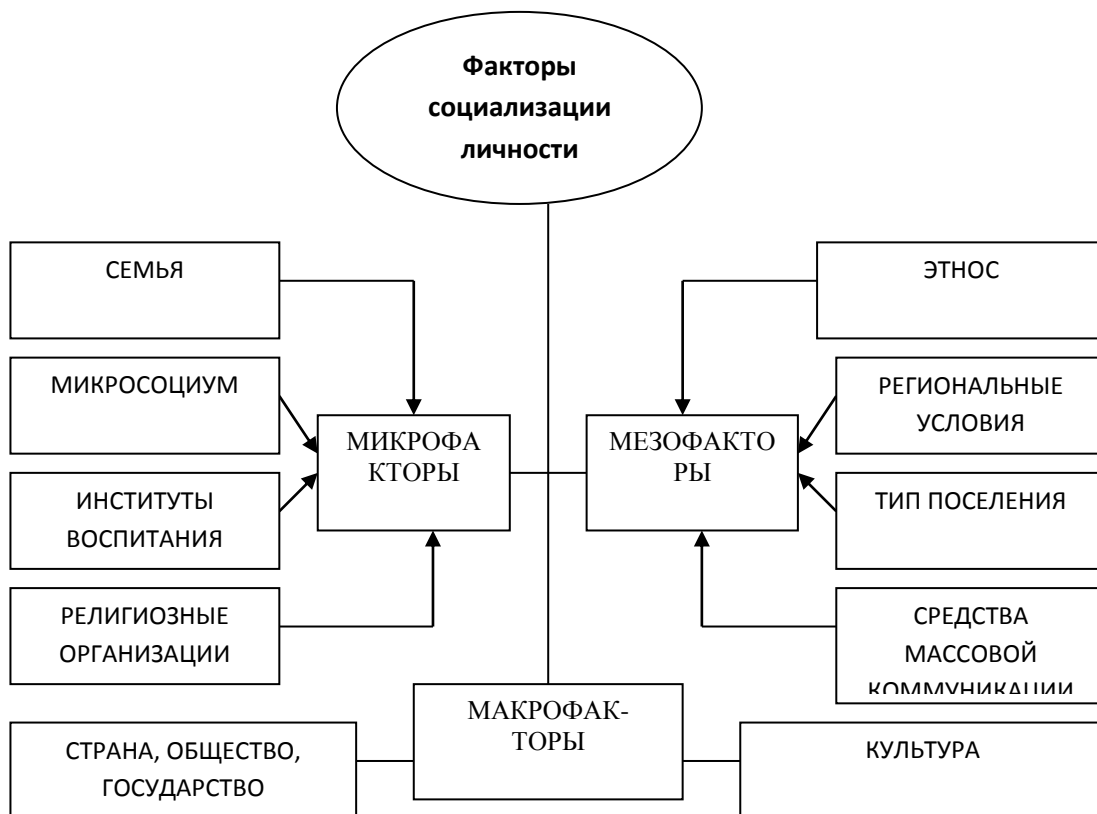 Факторы
социализации
личности
СЕМЬЯ
ЭТНОС
МИКРОСОЦИУМ
РЕГИОНАЛЬНЫЕ
УСЛОВИЯ
МИКРОФА
КТОРЫ
МЕЗОФАКТО
РЫ
ИНСТИТУТЫ
ВОСПИТАНИЯ
ТИП ПОСЕЛЕНИЯ
РЕЛИГИОЗНЫЕ
ОРГАНИЗАЦИИ
СРЕДСТВА
МАССОВОЙ
КОММУНИКАЦИИ
МАКРОФАК-
ТОРЫ
СТРАНА, ОБЩЕСТВО,
ГОСУДАРСТВО
КУЛЬТУРА